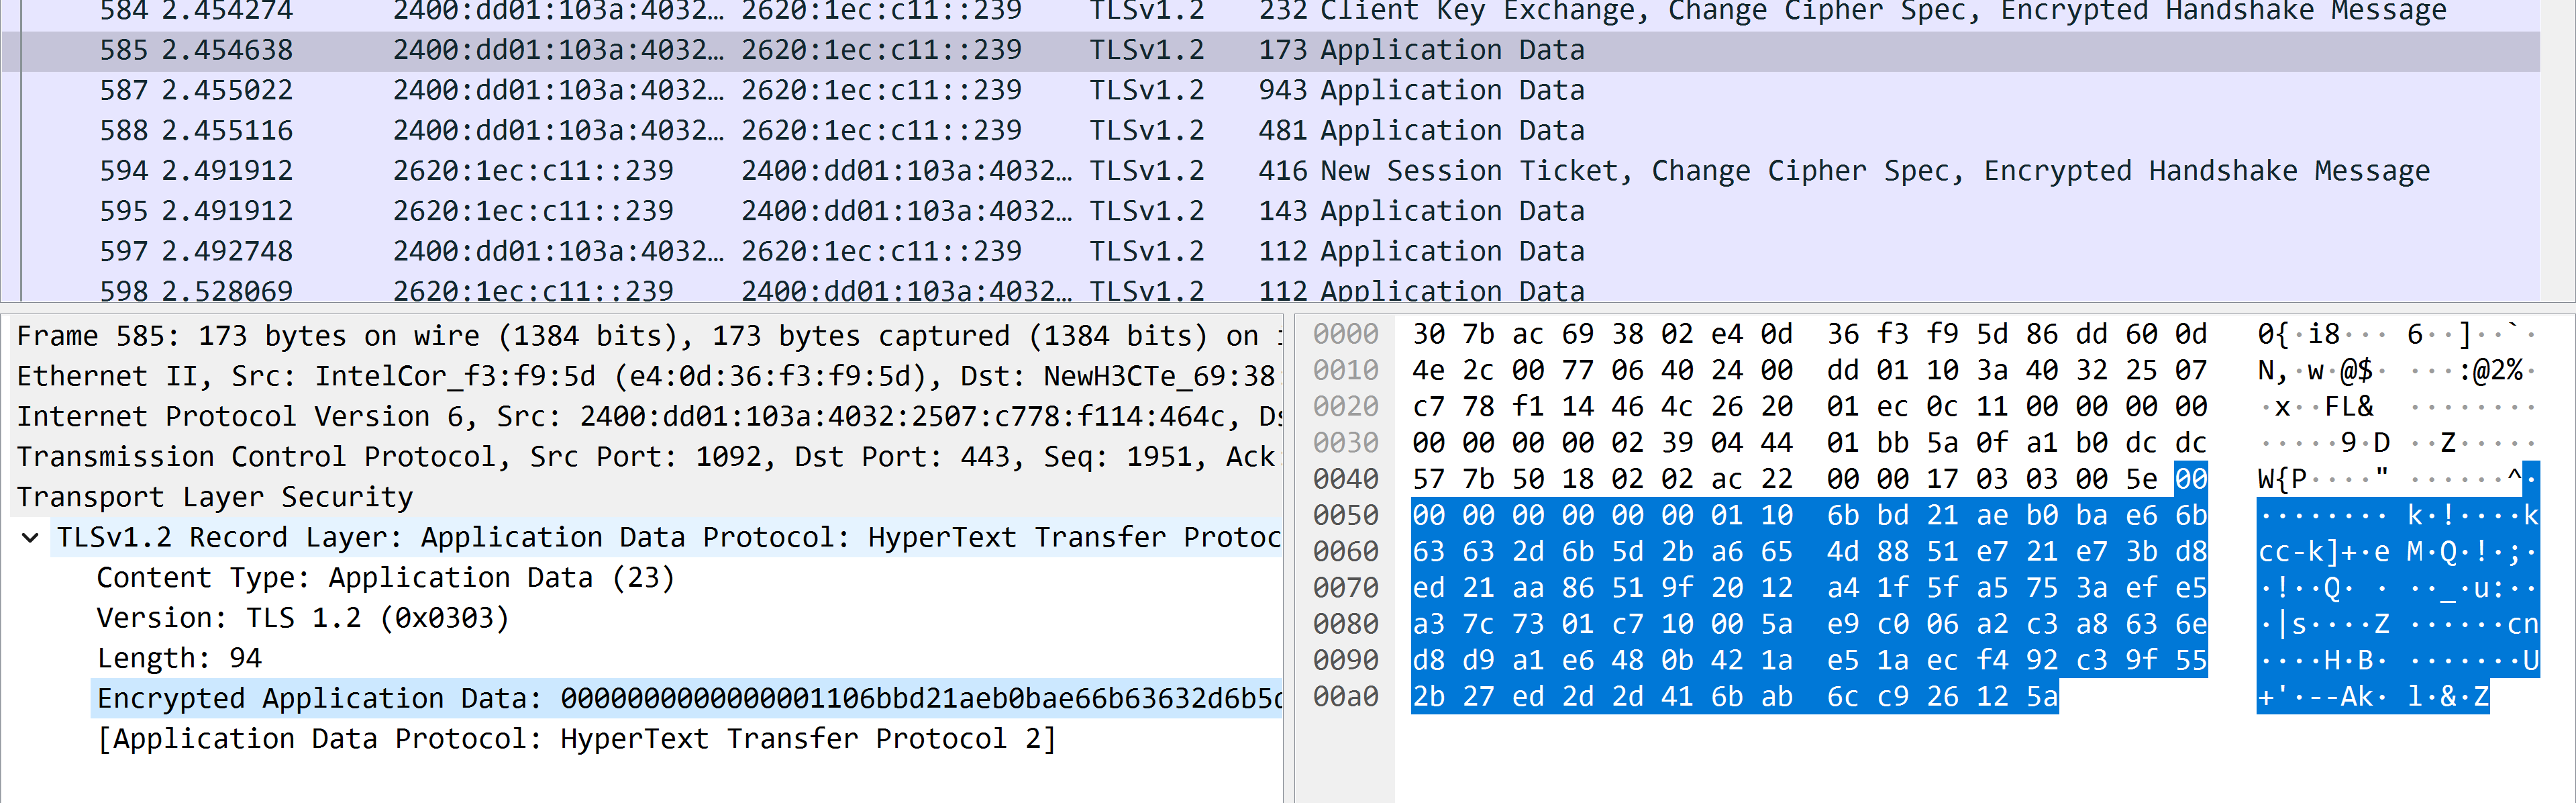 584 2.454274 2400:dd01:103a:4032… 2620:1ec:c11::239 TLSv1.2 232 Client Key Exchange, Change Cipher Spec, Encrypted Handshake Message
585 2.454638 2400:dd01:103a:4032… 2620:1ec:c11::239 TLSv1.2 173 Application Data
587 2.455022 2400:dd01:103a:4032… 2620:1ec:c11::239 TLSv1.2 943 Application Data
588 2.455116 2400:dd01:103a:4032… 2620:1ec:c11::239 TLSv1.2 481 Application Data
594 2.491912 2620:1ec:c11::239 2400:dd01:103a:4032… TLSv1.2 416 New Session Ticket, Change Cipher Spec, Encrypted Handshake Message
595 2.491912 2620:1ec:c11::239 2400:dd01:103a:4032… TLSv1.2 143 Application Data
597 2.492748 2400:dd01:103a:4032… 2620:1ec:c11::239 TLSv1.2 112 Application Data
598 2.528069 2620:1ec:c11::239 2400:dd01:103a:4032… TLSv1.2 112 Application Data
Frame 585: 173 bytes on wire (1384 bits), 173 bytes captured (1384 bits) on
Ethernet II, Src: IntelCor_f3:f9:5d (e4:0d:36:f3:f9:5d), Dst: NewH3CTe_69:38:
Internet Protocol Version 6, Src: 2400:dd01:103a:4032:2507:c778:f114:464c, Ds
Transmission Control Protocol, Src Port: 1092, Dst Port: 443, Seq: 1951, Ack:
Transport Layer Security
TLSv1.2 Record Layer: Application Data Protocol: HyperText Transfer Protoc
Content Type: Application Data (23)
Version: TLS 1.2 (0x0303)
Length: 94
Encrypted Application Data: 0000000000000001106bbd21aeb0bae66b63632d6b5d
[Application Data Protocol: HyperText Transfer Protocol 2]
0000 30 7b ac 69 38 02 e4 0d 36 f3 f9 5d 86 dd 60 0d 0{·i8··· 6··]··`·
0010 4e 2c 00 77 06 40 24 00 dd 01 10 3a 40 32 25 07 N,·w·@$· ···:@2%·
0020 c7 78 f1 14 46 4c 26 20 01 ec 0c 11 00 00 00 00 ·x··FL& ········
0030 00 00 00 00 02 39 04 44 01 bb 5a 0f a1 b0 dc dc ·····9·D ··Z·····
0040 57 7b 50 18 02 02 ac 22 00 00 17 03 03 00 5e 00 W{P····" ······^·
0050 00 00 00 00 00 00 01 10 6b bd 21 ae b0 ba e6 6b ········ k·!····k
0060 63 63 2d 6b 5d 2b a6 65 4d 88 51 e7 21 e7 3b d8 cc-k]+·e M·Q·!·;·
0070 ed 21 aa 86 51 9f 20 12 a4 1f 5f a5 75 3a ef e5 ·!··Q· · ··_·u:··
0080 a3 7c 73 01 c7 10 00 5a e9 c0 06 a2 c3 a8 63 6e ·|s····Z ······cn
0090 d8 d9 a1 e6 48 0b 42 1a e5 1a ec f4 92 c3 9f 55 ····H·B· ·······U
00a0 2b 27 ed 2d 2d 41 6b ab 6c c9 26 12 5a +'·--Ak· l·&·Z